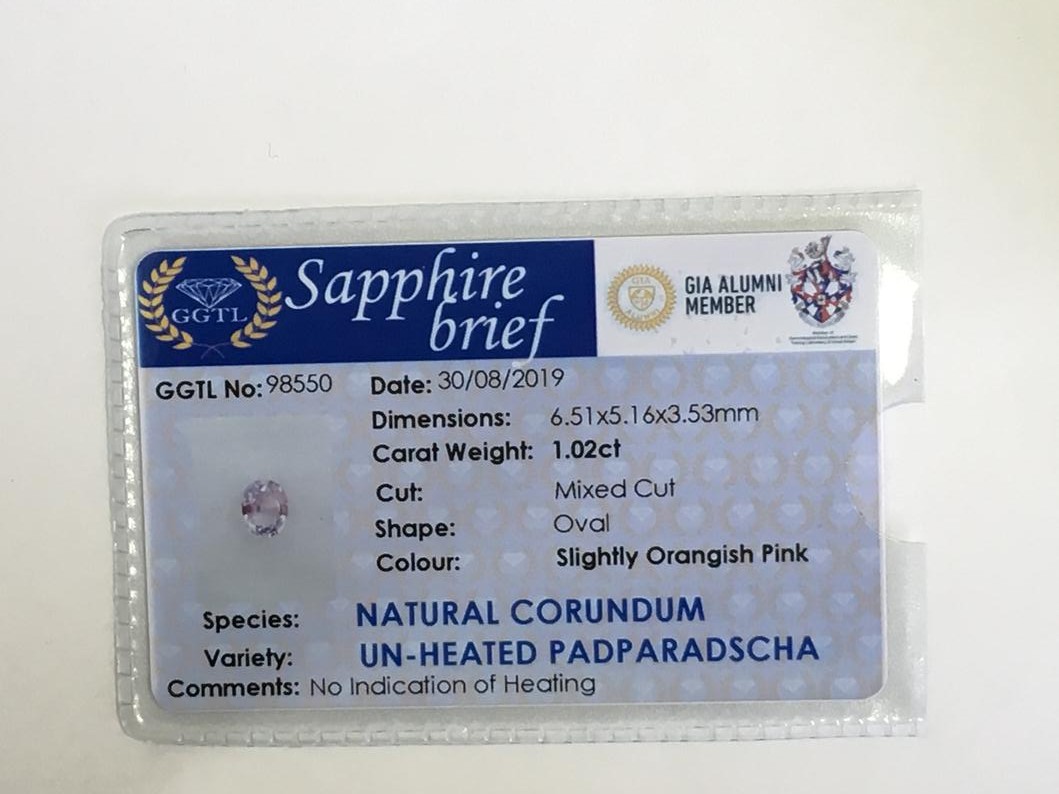 GGTL
Sapphire
brief
GIA
GIA ALUMNI
MEMBER
GGTL No: 98550
Date: 30/08/2019
Dimensions: 6.51x5.16x3.53mm
Carat Weight: 1.02ct
Cut: Mixed Cut
Shape: Oval
Colour: Slightly Orangish Pink
Species: NATURAL CORUNDUM
Variety: UN-HEATED PADPARADSCHA
Comments: No Indication of Heating